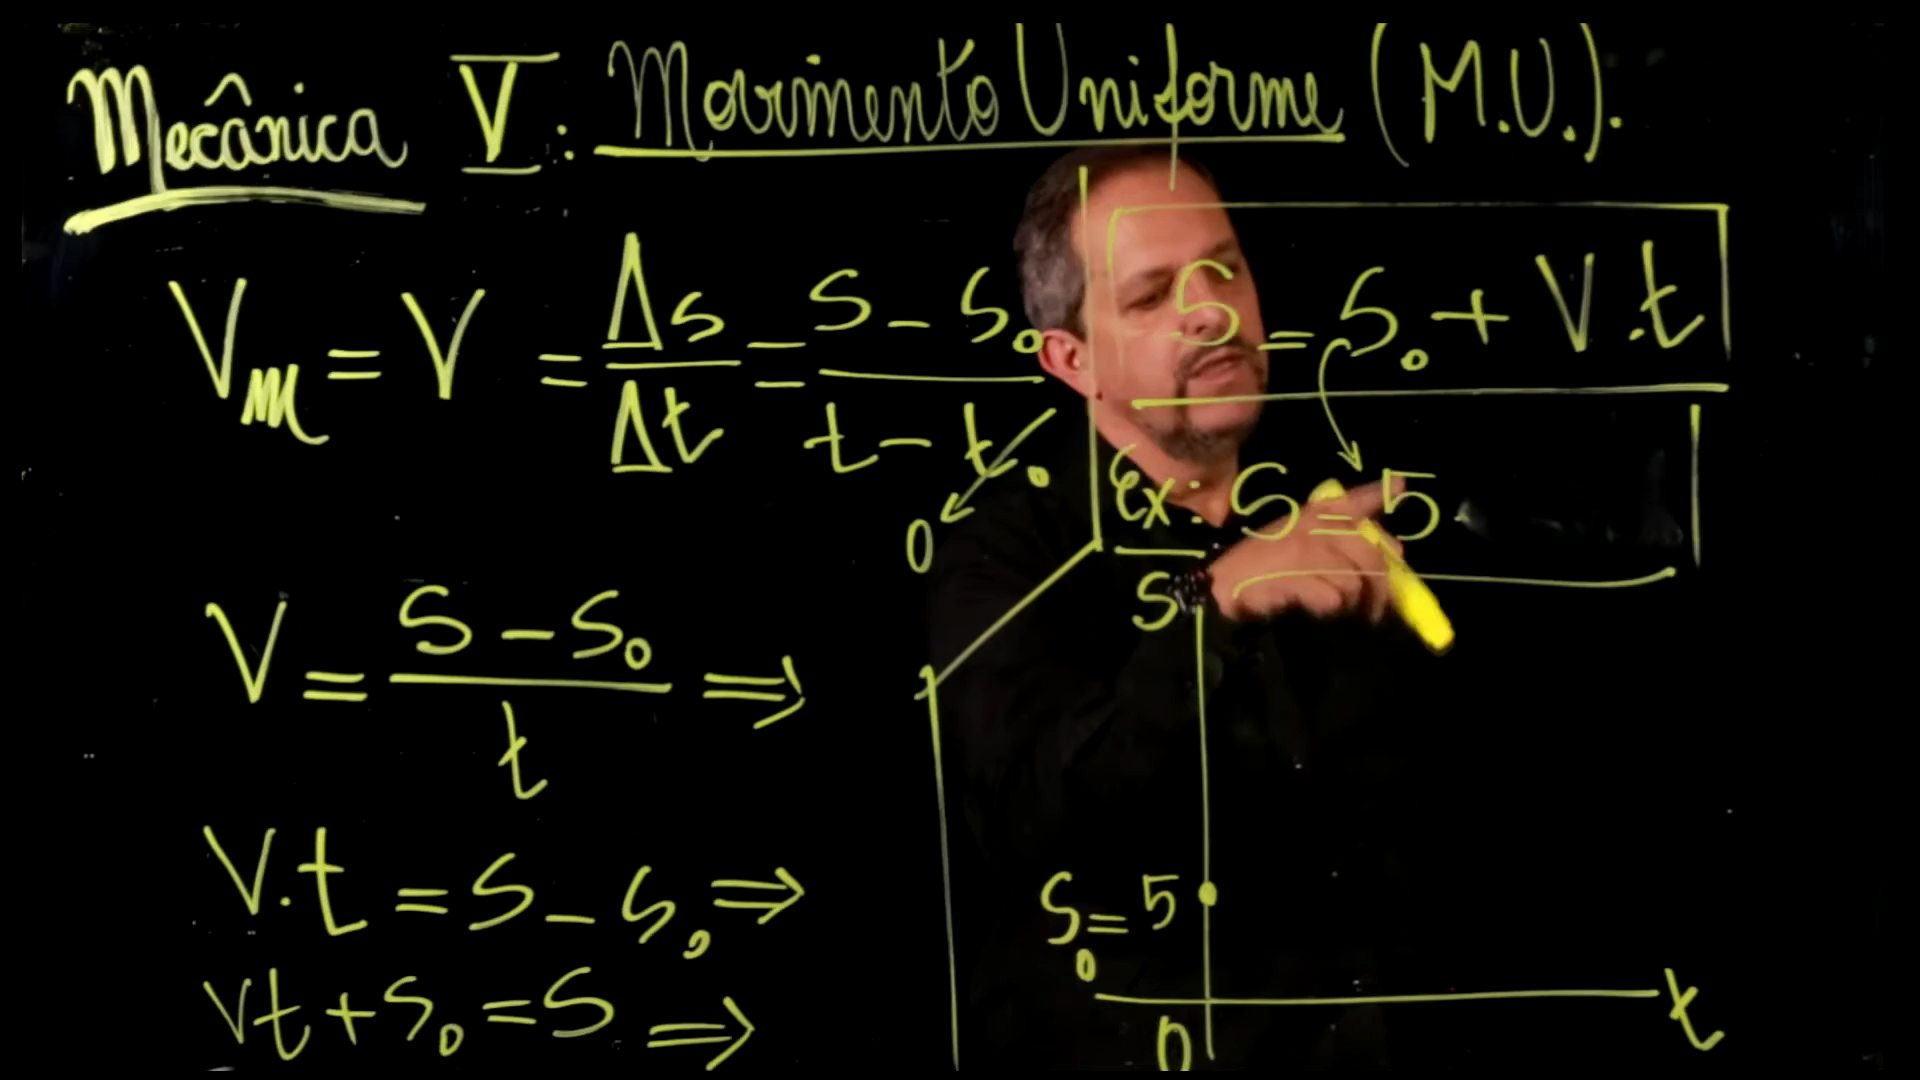 Mecânica V: Movimento Uniforme (M.U.).
Vm = V = Δs/Δt = S - S₀ / t - t₀
0
V = S - S₀ / t ⇒
V.t = S - S₀ ⇒
Vt + S₀ = S ⇒
S = S₀ + V.t
Ex: S = 5
S
S₀ = 5
0
t